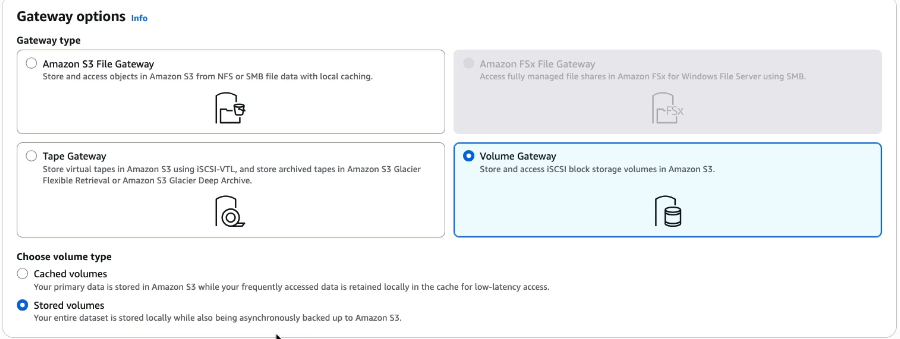 Gateway options Info
Gateway type
Amazon S3 File Gateway
Store and access objects in Amazon S3 from NFS or SMB file data with local caching.
Amazon FSx File Gateway
Access fully managed file shares in Amazon FSx for Windows File Server using SMB.
FSx
Tape Gateway
Store virtual tapes in Amazon S3 using iSCSI-VTL, and store archived tapes in Amazon S3 Glacier
Flexible Retrieval or Amazon S3 Glacier Deep Archive.
Volume Gateway
Store and access iSCSI block storage volumes in Amazon S3.
Choose volume type
Cached volumes
Your primary data is stored in Amazon S3 while your frequently accessed data is retained locally in the cache for low-latency access.
Stored volumes
Your entire dataset is stored locally while also being asynchronously backed up to Amazon S3.